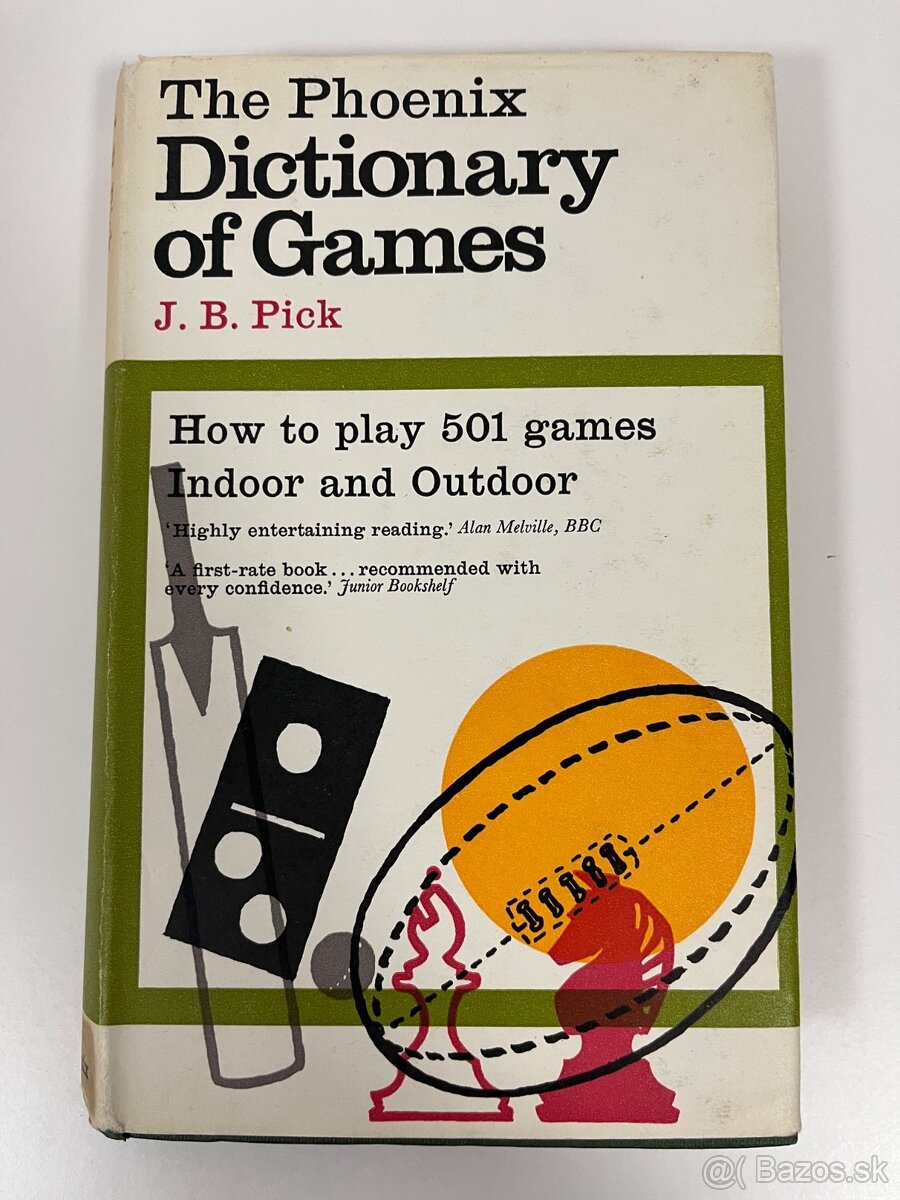 The Phoenix
Dictionary
of Games
J. B. Pick
How to play 501 games
Indoor and Outdoor
‘Highly entertaining reading.’ Alan Melville, BBC
‘A first-rate book . . . recommended with
every confidence.’ Junior Bookshelf
@( Bazos.sk